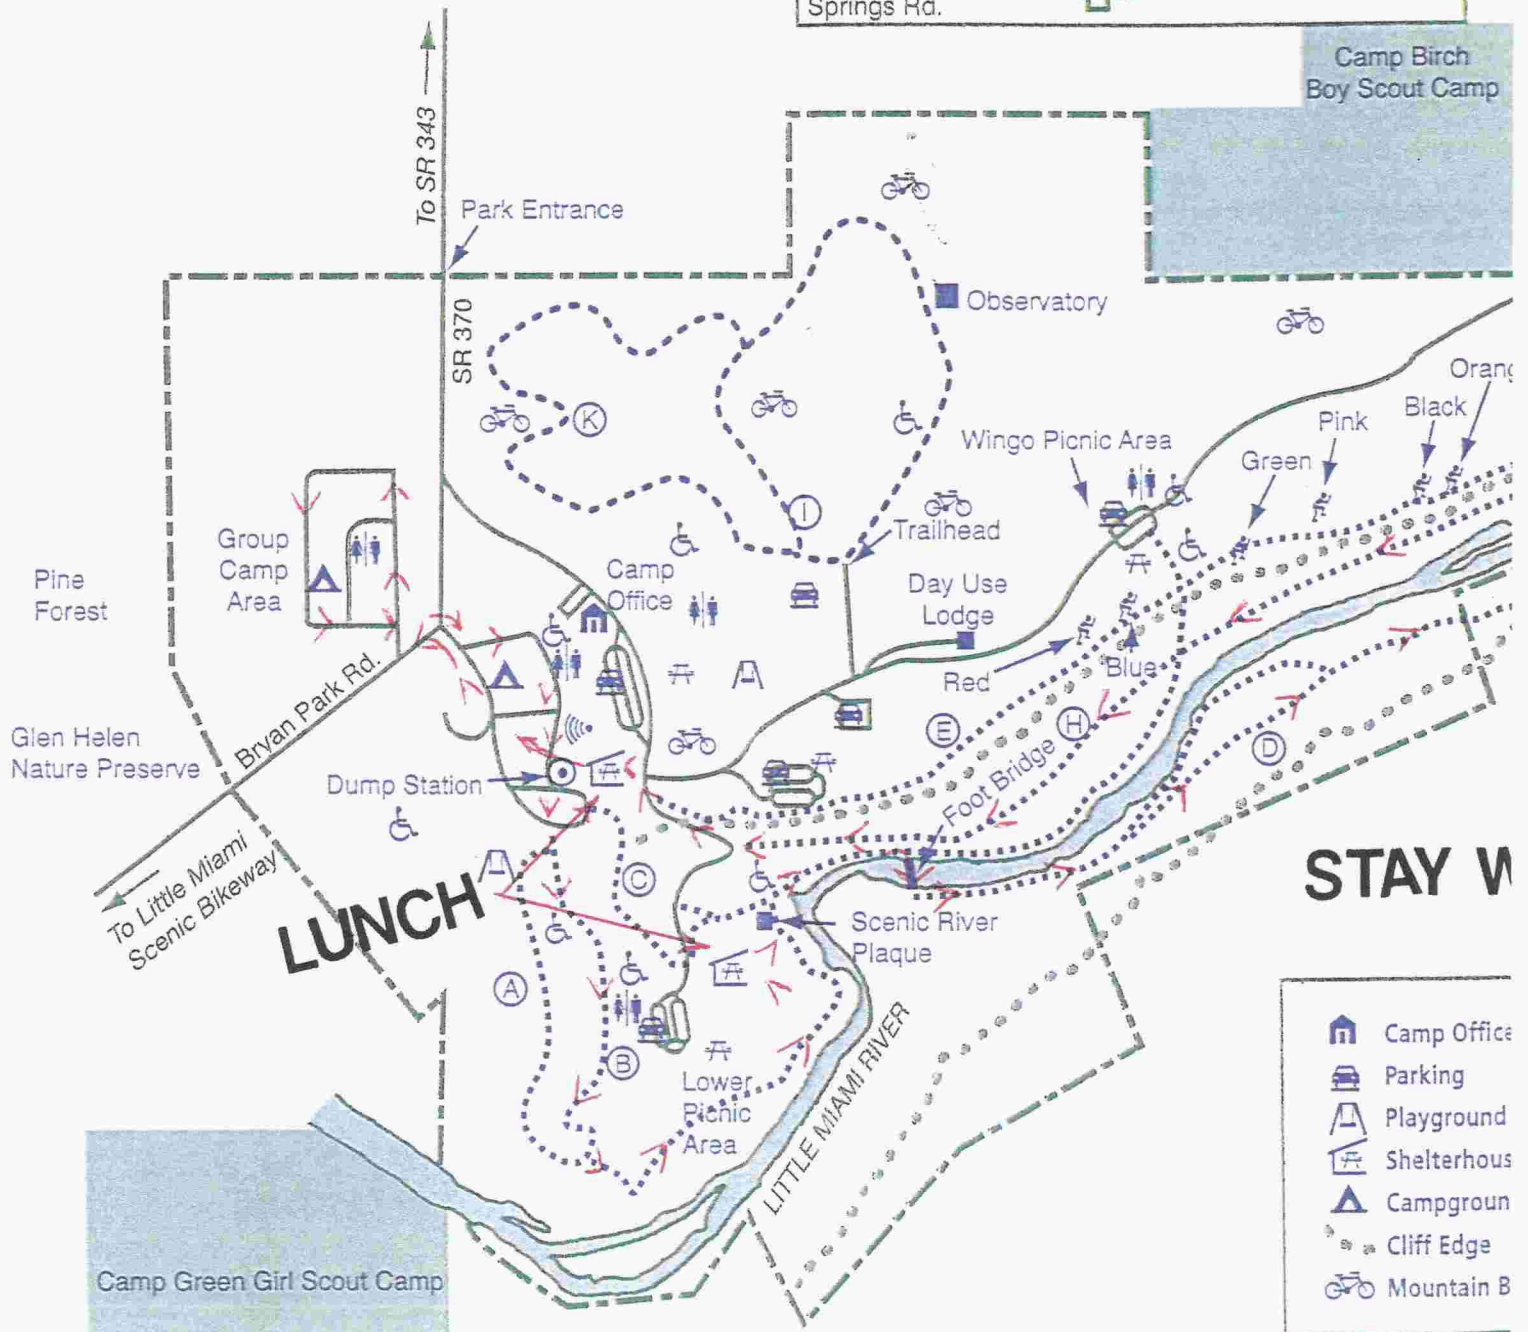 Springs Rd.
Camp Birch
Boy Scout Camp
To SR 343
Park Entrance
SR 370
Observatory
K
I
Wingo Picnic Area
Green
Pink
Black
Orang
Trailhead
Group
Camp
Area
Pine
Forest
Camp
Office
Day Use
Lodge
Red
Blue
Bryan Park Rd.
Glen Helen
Nature Preserve
Dump Station
E
H
D
Foot Bridge
To Little Miami
Scenic Bikeway
LUNCH
C
STAY W
Scenic River
Plaque
A
B
Lower
Picnic
Area
LITTLE MIAMI RIVER
Camp Green Girl Scout Camp
Camp Office
Parking
Playground
Shelterhous
Campgroun
Cliff Edge
Mountain B